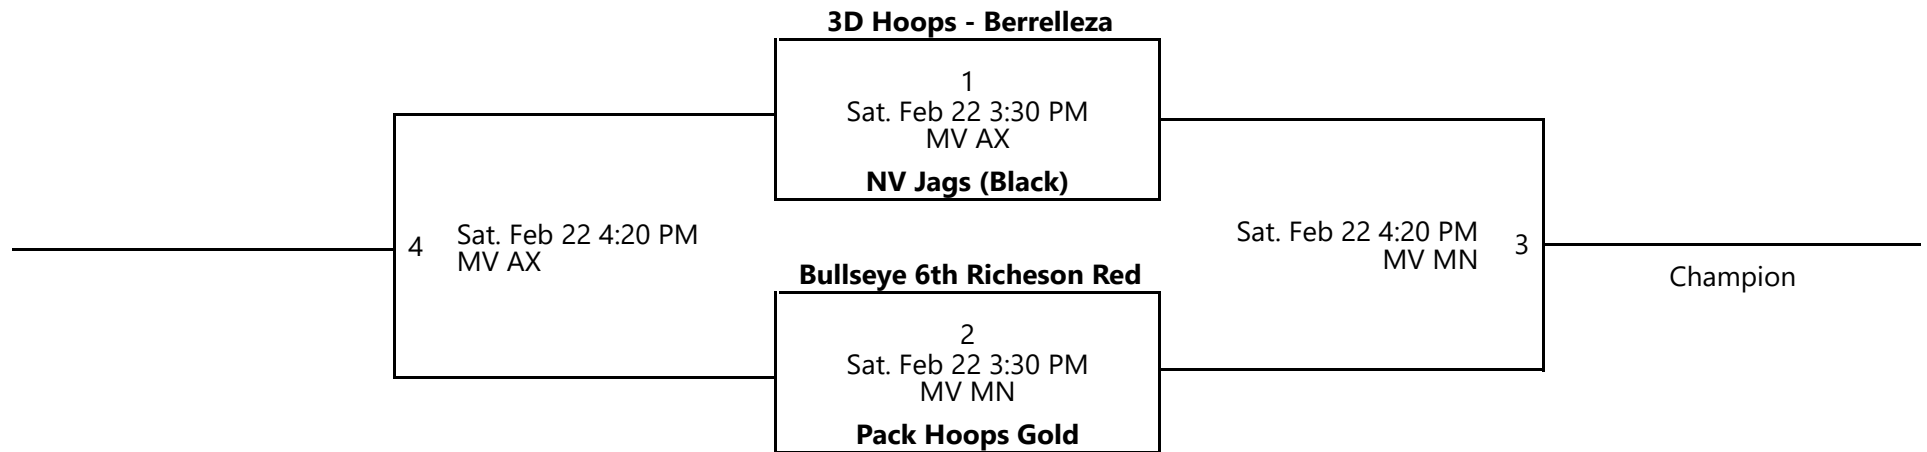 3D Hoops - Berrelleza
1
Sat. Feb 22 3:30 PM
MV AX
NV Jags (Black)
4
Sat. Feb 22 4:20 PM
MV AX
Sat. Feb 22 4:20 PM
MV MN
3
Champion
Bullseye 6th Richeson Red
2
Sat. Feb 22 3:30 PM
MV MN
Pack Hoops Gold